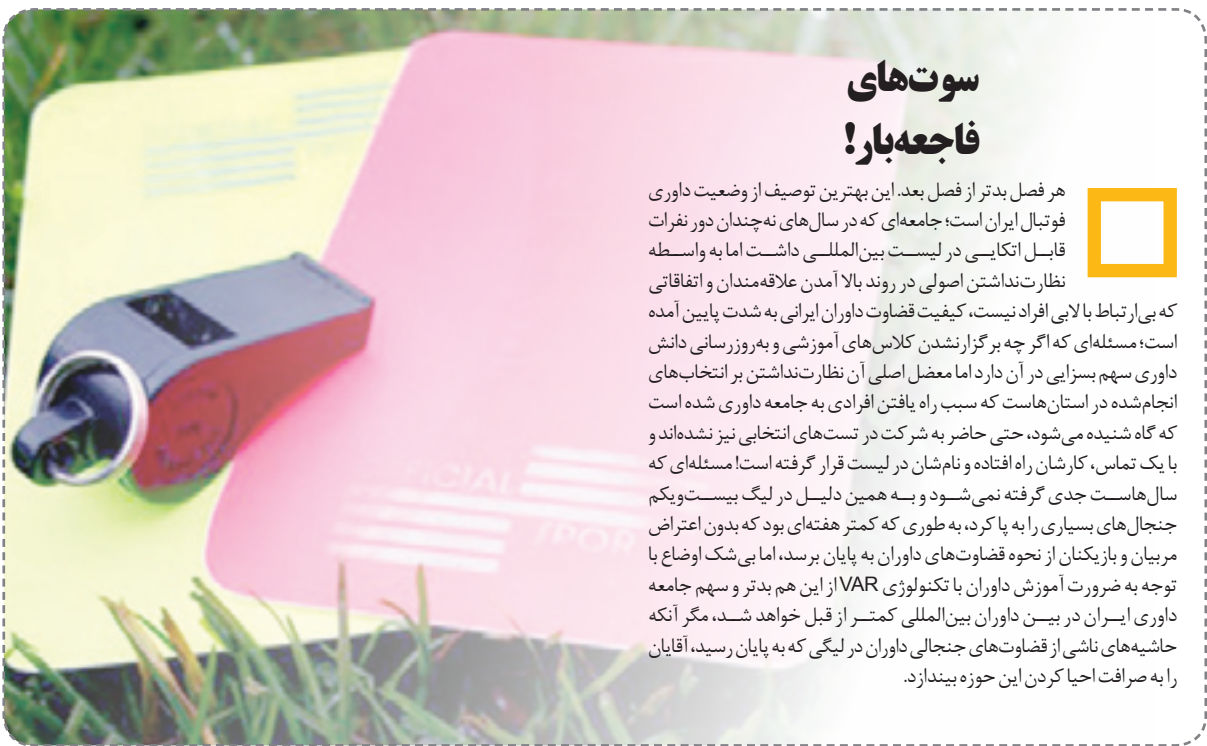 سوت‌های
فاجعه‌بار!
هر فصل بدتر از فصل بعد. این بهترین توصیف از وضعیت داوری
فوتبال ایران است؛ جامعه‌ای که در سال‌های نه‌چندان دور نفرات
قابل اتکایی در لیست بین‌المللی داشت اما به واسطه
نظارت‌نداشتن اصولی در روند بالا آمدن علاقه‌مندان و اتفاقاتی
که بی‌ارتباط با لابی افراد نیست، کیفیت قضاوت داوران ایرانی به شدت پایین آمده
است؛ مسئله‌ای که اگر چه برگزارنشدن کلاس‌های آموزشی و به‌روزرسانی دانش
داوری سهم بسزایی در آن دارد اما معضل اصلی آن نظارت‌نداشتن بر انتخاب‌های
انجام‌شده در استان‌هاست که سبب راه یافتن افرادی به جامعه داوری شده است
که گاه شنیده می‌شود، حتی حاضر به شرکت در تست‌های انتخابی نیز نشده‌اند و
با یک تماس، کارشان راه افتاده و نام‌شان در لیست قرار گرفته است! مسئله‌ای که
سال‌هاست جدی گرفته نمی‌شود و به همین دلیل در لیگ بیست‌ویکم
جنجال‌های بسیاری را به پا کرد، به طوری که کمتر هفته‌ای بود که بدون اعتراض
مربیان و بازیکنان از نحوه قضاوت‌های داوران به پایان برسد، اما بی‌شک اوضاع با
توجه به ضرورت آموزش داوران با تکنولوژی VAR از این هم بدتر و سهم جامعه
داوری ایران در بین داوران بین‌المللی کمتر از قبل خواهد شد، مگر آنکه
حاشیه‌های ناشی از قضاوت‌های جنجالی داوران در لیگی که به پایان رسید، آقایان
را به صرافت احیا کردن این حوزه بیندازد.